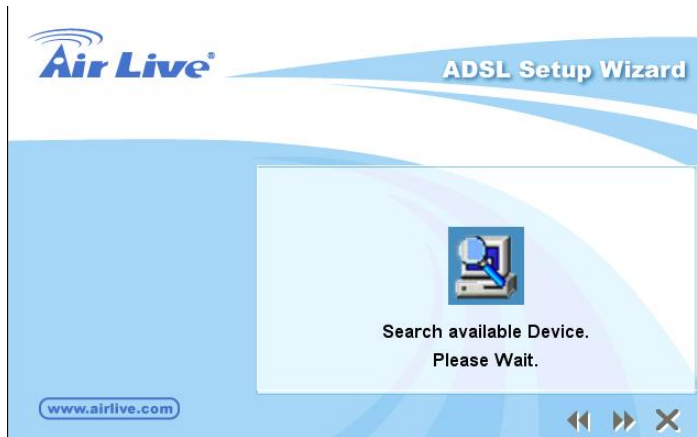 Air Live®
ADSL Setup Wizard
Search available Device.
Please Wait.
www.airlive.com